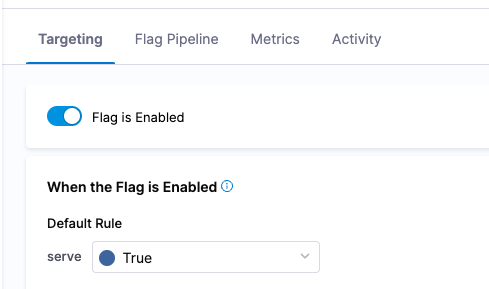 Targeting Flag Pipeline Metrics Activity
Flag is Enabled
When the Flag is Enabled
Default Rule
serve True